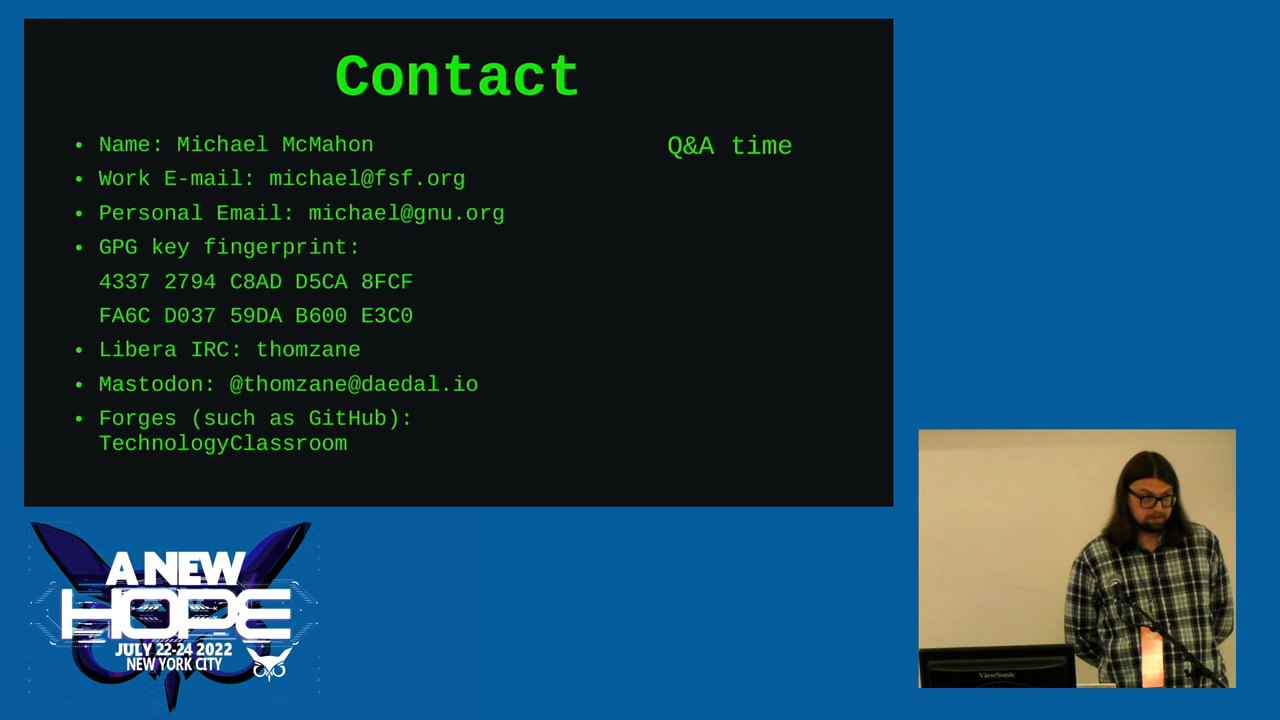 Contact
• Name: Michael McMahon
• Work E-mail: michael@fsf.org
• Personal Email: michael@gnu.org
• GPG key fingerprint:
4337 2794 C8AD D5CA 8FCF
FA6C D037 59DA B600 E3C0
• Libera IRC: thomzane
• Mastodon: @thomzane@daedal.io
• Forges (such as GitHub):
TechnologyClassroom
Q&A time
A NEW
HOPE
JULY 22-24 2022
NEW YORK CITY
ViewSonic